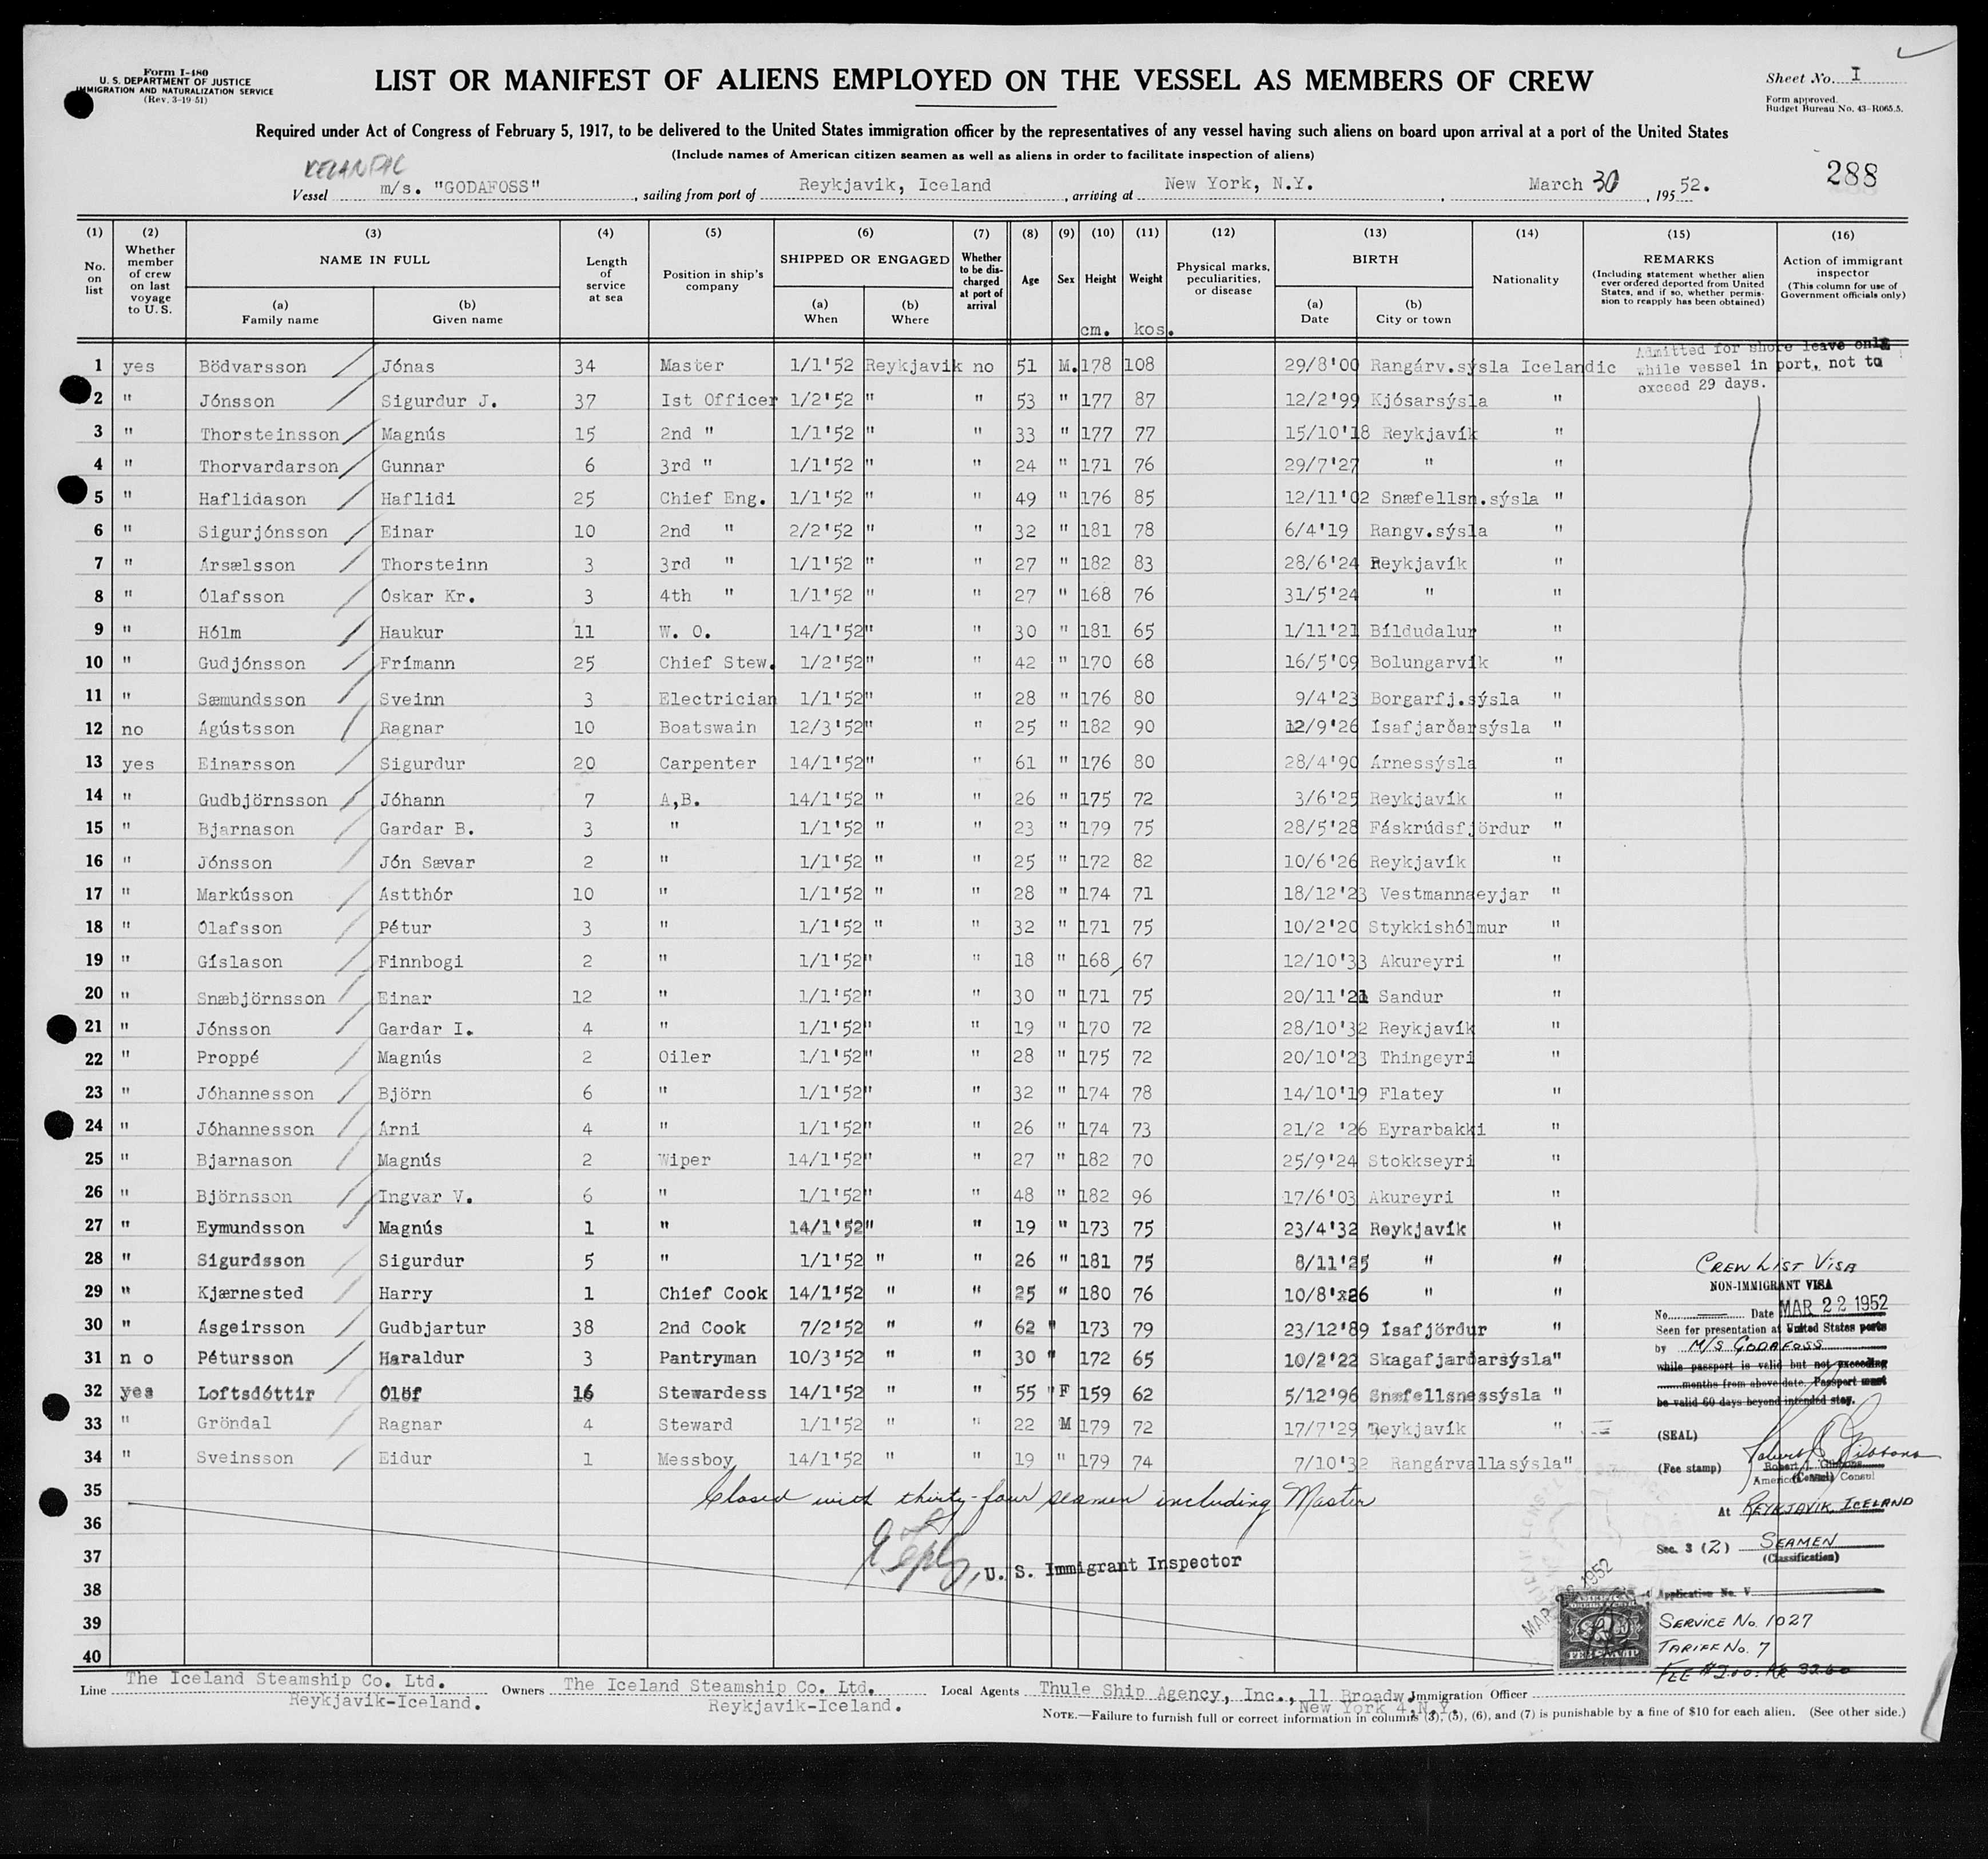 Form I-480
U. S. DEPARTMENT OF JUSTICE
IMMIGRATION AND NATURALIZATION SERVICE
(Rev. 3-19-51)
LIST OR MANIFEST OF ALIENS EMPLOYED ON THE VESSEL AS MEMBERS OF CREW
Sheet No. I
Form approved.
Budget Bureau No. 43-R065.5.
Required under Act of Congress of February 5, 1917, to be delivered to the United States immigration officer by the representatives of any vessel having such aliens on board upon arrival at a port of the United States
(Include names of American citizen seamen as well as aliens in order to facilitate inspection of aliens)
288
Vessel m/s. "GODAFOSS", sailing from port of Reykjavik, Iceland, arriving at New York, N.Y., March 30, 1952.
(1) No. on list
(2) Whether member of crew on last voyage to U. S.
(3) NAME IN FULL (a) Family name (b) Given name
(4) Length of service at sea
(5) Position in ship's company
(6) SHIPPED OR ENGAGED (a) When (b) Where
(7) Whether to be discharged at port of arrival
(8) Age
(9) Sex
(10) Height cm.
(11) Weight kos.
(12) Physical marks, peculiarities, or disease
(13) BIRTH (a) Date (b) City or town
(14) Nationality
(15) REMARKS (Including statement whether alien ever ordered deported from United States, and if so, whether permission to reapply has been obtained)
(16) Action of immigrant inspector (This column for use of Government officials only)
Admitted for shore leave only
while vessel in port, not to
exceed 29 days.
1 yes Bödvarsson Jónas 34 Master 1/1'52 Reykjavik no 51 M. 178 108 29/8'00 Rangárv.sýsla Icelandic
2 " Jónsson Sigurdur J. 37 Ist Officer 1/2'52 " " 53 " 177 87 12/2'99 Kjósarsýsla "
3 " Thorsteinsson Magnús 15 2nd " 1/1'52 " " 33 " 177 77 15/10'18 Reykjavík "
4 " Thorvardarson Gunnar 6 3rd " 1/1'52 " " 24 " 171 76 29/7'27 " "
5 " Haflidason Haflidi 25 Chief Eng. 1/1'52 " " 49 " 176 85 12/11'02 Snæfellsn.sýsla "
6 " Sigurjónsson Einar 10 2nd " 2/2'52 " " 32 " 181 78 6/4'19 Rangv.sýsla "
7 " Ársælsson Thorsteinn 3 3rd " 1/1'52 " " 27 " 182 83 28/6'24 Reykjavík "
8 " Ólafsson Óskar Kr. 3 4th " 1/1'52 " " 27 " 168 76 31/5'24 " "
9 " Hólm Haukur 11 W. O. 14/1'52 " " 30 " 181 65 1/11'21 Bíldudalur "
10 " Gudjónsson Frímann 25 Chief Stew. 1/2'52 " " 42 " 170 68 16/5'09 Bolungarvík "
11 " Sæmundsson Sveinn 3 Electrician 1/1'52 " " 28 " 176 80 9/4'23 Borgarfj.sýsla "
12 no Ágústsson Ragnar 10 Boatswain 12/3'52 " " 25 " 182 90 12/9'26 Ísafjarðarsýsla "
13 yes Einarsson Sigurdur 20 Carpenter 14/1'52 " " 61 " 176 80 28/4'90 Árnessýsla "
14 " Gudbjörnsson Jóhann 7 A,B. 14/1'52 " " 26 " 175 72 3/6'25 Reykjavík "
15 " Bjarnason Gardar B. 3 " 1/1'52 " " 23 " 179 75 28/5'28 Fáskrúdsfjördur "
16 " Jónsson Jón Sævar 2 " 1/1'52 " " 25 " 172 82 10/6'26 Reykjavík "
17 " Markússon Ástthór 10 " 1/1'52 " " 28 " 174 71 18/12'23 Vestmannaeyjar "
18 " Ólafsson Pétur 3 " 1/1'52 " " 32 " 171 75 10/2'20 Stykkishólmur "
19 " Gíslason Finnbogi 2 " 1/1'52 " " 18 " 168 67 12/10'33 Akureyri "
20 " Snæbjörnsson Einar 12 " 1/1'52 " " 30 " 171 75 20/11'21 Sandur "
21 " Jónsson Gardar I. 4 " 1/1'52 " " 19 " 170 72 28/10'32 Reykjavík "
22 " Proppé Magnús 2 Oiler 1/1'52 " " 28 " 175 72 20/10'23 Thingeyri "
23 " Jóhannesson Björn 6 " 1/1'52 " " 32 " 174 78 14/10'19 Flatey "
24 " Jóhannesson Árni 4 " 1/1'52 " " 26 " 174 73 21/2 '26 Eyrarbakki "
25 " Bjarnason Magnús 2 Wiper 14/1'52 " " 27 " 182 70 25/9'24 Stokkseyri "
26 " Björnsson Ingvar V. 6 " 1/1'52 " " 48 " 182 96 17/6'03 Akureyri "
27 " Eymundsson Magnús 1 " 14/1'52 " " 19 " 173 75 23/4'32 Reykjavík "
28 " Sigurdsson Sigurdur 5 " 1/1'52 " " 26 " 181 75 8/11'25 " "
29 " Kjærnested Harry 1 Chief Cook 14/1'52 " " 25 " 180 76 10/8'26 " "
30 " Ásgeirsson Gudbjartur 38 2nd Cook 7/2'52 " " 62 " 173 79 23/12'89 Ísafjördur "
31 no Pétursson Haraldur 3 Pantryman 10/3'52 " " 30 " 172 65 10/2'22 Skagafjarðarsýsla "
32 yes Loftsdóttir Ólöf 16 Stewardess 14/1'52 " " 55 " F 159 62 5/12'96 Snæfellsnessýsla "
33 " Gröndal Ragnar 4 Steward 1/1'52 " " 22 M 179 72 17/7'29 Reykjavík "
34 " Sveinsson Eidur 1 Messboy 14/1'52 " " 19 " 179 74 7/10'32 Rangárvallasýsla "
35
36
37
38
39
40
Closed with thirty-four seamen including Master
U. S. Immigrant Inspector
CREW LIST VISA
NON-IMMIGRANT VISA
No. Date MAR 22 1952
Seen for presentation at United States ports
by M/S GODAFOSS
while passport is valid but not exceeding
months from above date. Passport must
be valid 60 days beyond intended stay.
(SEAL)
(Fee stamp)
Robert J. Gibbons
American Consul
(Consul)
At REYKJAVIK, ICELAND
Sec. 3 (2) SEAMEN
(Classification)
Application No. V
SERVICE No. 1027
TARIFF No. 7
FEE $2.00: Kr 32.60
Line The Iceland Steamship Co. Ltd.
Reykjavik-Iceland.
Owners The Iceland Steamship Co. Ltd.
Reykjavik-Iceland.
Local Agents Thule Ship Agency, Inc., 11 Broadw.
New York 4,N.Y.
Immigration Officer
NOTE.—Failure to furnish full or correct information in columns (3), (5), (6), and (7) is punishable by a fine of $10 for each alien. (See other side.)